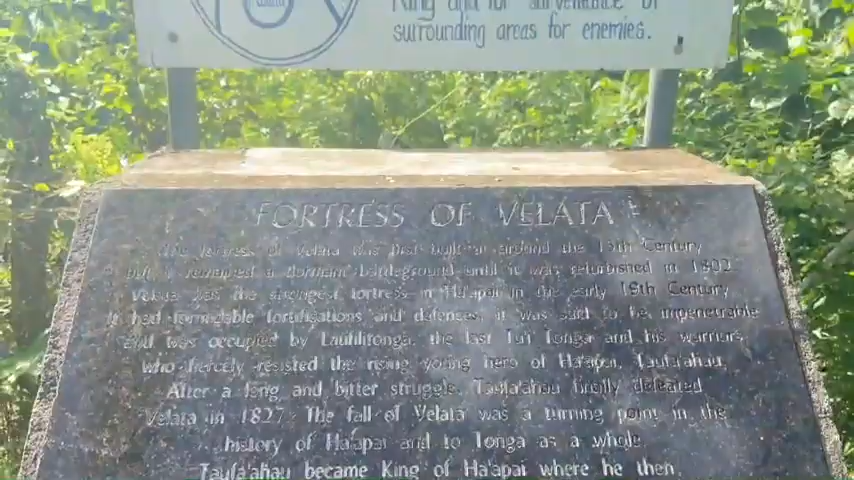 King and for surveillance of
surrounding areas for enemies.
FORTRESS OF VELATA
The fortress of Velata was first built in around the 15th Century
but it remained a dormant battleground until it was refurbished in 1802.
Velata was the strongest fortress in Ha'apai in the early 19th Century.
It had formidable fortifications and defences, it was said to be impenetrable
and was occupied by Laufilitonga, the last Tu'i Tonga and his warriors,
who fiercely resisted the rising young hero of Ha'apai, Taufa'ahau.
After a long and bitter struggle, Taufa'ahau finally defeated
Velata in 1827. The fall of Velata was a turning point in the
history of Ha'apai and to Tonga as a whole.
Taufa'ahau became King of Ha'apai where he then